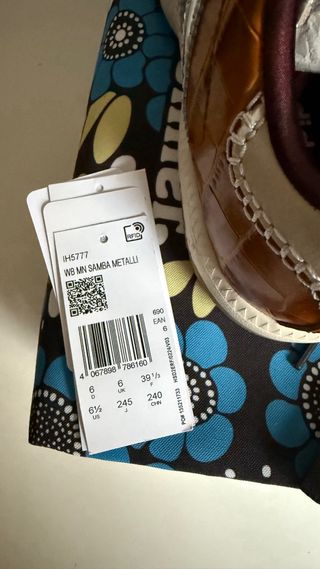 RFID
IH5777
WB MN SAMBA METALLI
690
EAN
6
4 067898 786160
6 6 39 1/3
D UK F
6½ 245 240
US J CHN